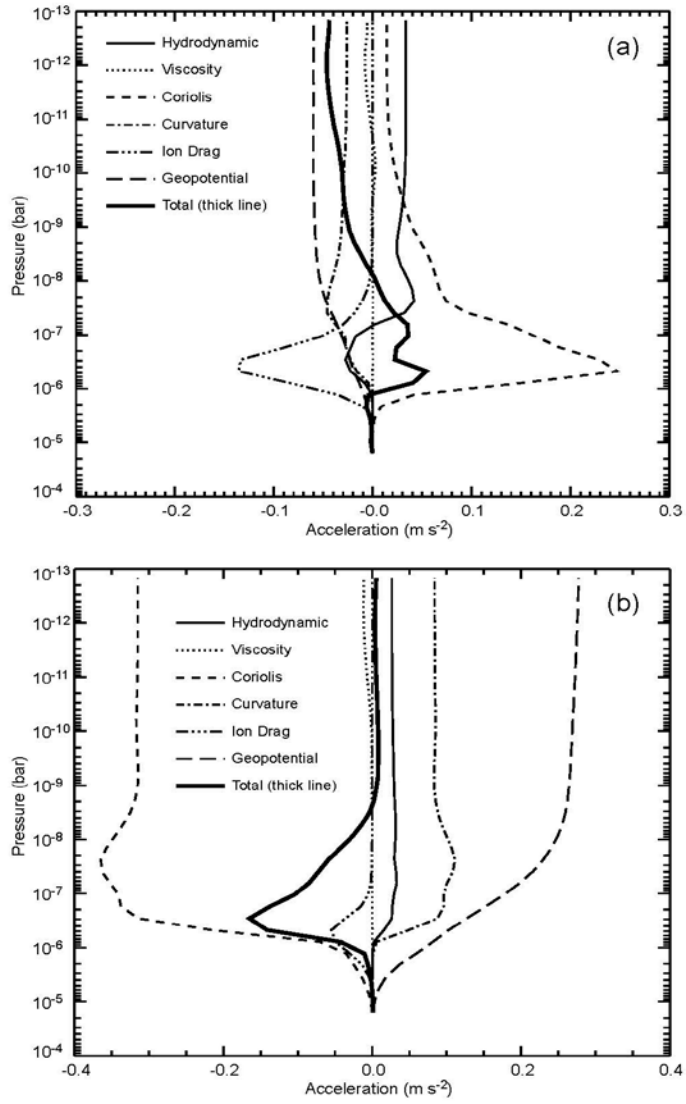 10-13
(a)
Hydrodynamic
10-12
Viscosity
Coriolis
10-11
Curvature
Ion Drag
10-10
Geopotential
Total (thick line)
10-9
Pressure (bar)
10-8
10-7
10-6
10-5
10-4
-0.3 -0.2 -0.1 -0.0 0.1 0.2 0.3
Acceleration (m s-2)
10-13
(b)
Hydrodynamic
10-12
Viscosity
Coriolis
10-11
Curvature
Ion Drag
10-10
Geopotential
Total (thick line)
10-9
Pressure (bar)
10-8
10-7
10-6
10-5
10-4
-0.4 -0.2 0.0 0.2 0.4
Acceleration (m s-2)